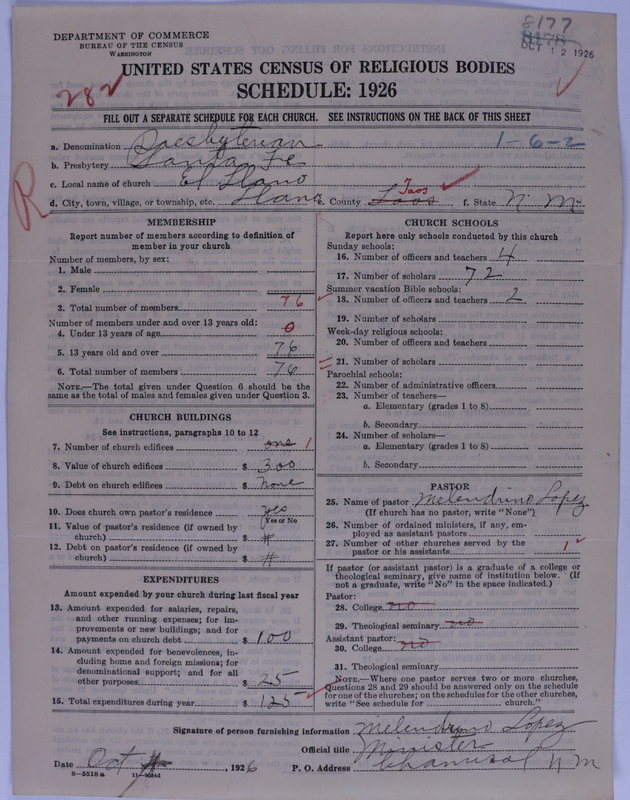 8177
8178
OCT 12 1926
DEPARTMENT OF COMMERCE
BUREAU OF THE CENSUS
WASHINGTON
282
UNITED STATES CENSUS OF RELIGIOUS BODIES
SCHEDULE: 1926
FILL OUT A SEPARATE SCHEDULE FOR EACH CHURCH. SEE INSTRUCTIONS ON THE BACK OF THIS SHEET
a. Denomination Presbyterian 1-6-2
b. Presbytery Santa Fe
c. Local name of church El Llano
R
d. City, town, village, or township, etc. Llano e. County Taos Taos f. State N M
MEMBERSHIP
Report number of members according to definition of
member in your church
Number of members, by sex:
1. Male
2. Female
3. Total number of members 76
Number of members under and over 13 years old:
4. Under 13 years of age 0
5. 13 years old and over 76
6. Total number of members 76
NOTE.—The total given under Question 6 should be the
same as the total of males and females given under Question 3.
CHURCH BUILDINGS
See instructions, paragraphs 10 to 12
7. Number of church edifices one 1
8. Value of church edifices $ 300
9. Debt on church edifices $ None
10. Does church own pastor's residence yes
Yes or No
11. Value of pastor's residence (if owned by
church) $ #
12. Debt on pastor's residence (if owned by
church) $ #
EXPENDITURES
Amount expended by your church during last fiscal year
13. Amount expended for salaries, repairs,
and other running expenses; for im-
provements or new buildings; and for
payments on church debt $ 100
14. Amount expended for benevolences, in-
cluding home and foreign missions; for
denominational support; and for all
other purposes $ 25
15. Total expenditures during year $ 125
CHURCH SCHOOLS
Report here only schools conducted by this church
Sunday schools:
16. Number of officers and teachers 4
17. Number of scholars 72
Summer vacation Bible schools:
18. Number of officers and teachers 2
19. Number of scholars
Week-day religious schools:
20. Number of officers and teachers
21. Number of scholars
Parochial schools:
22. Number of administrative officers
23. Number of teachers—
a. Elementary (grades 1 to 8)
b. Secondary
24. Number of scholars—
a. Elementary (grades 1 to 8)
b. Secondary
PASTOR
25. Name of pastor Melendrino Lopez
(If church has no pastor, write "None")
26. Number of ordained ministers, if any, em-
ployed as assistant pastors
27. Number of other churches served by the
pastor or his assistants 1
If pastor (or assistant pastor) is a graduate of a college or
theological seminary, give name of institution below. (If
not a graduate, write "No" in the space indicated.)
Pastor:
28. College no
29. Theological seminary no
Assistant pastor:
30. College no
31. Theological seminary
NOTE.—Where one pastor serves two or more churches,
Questions 28 and 29 should be answered only on the schedule
for one of the churches; on the schedules for the other churches,
write "See schedule for church."
Signature of person furnishing information Melendrino Lopez
Official title Minister
Date Oct , 1926 P. O. Address Chamisal N M
8—5518a